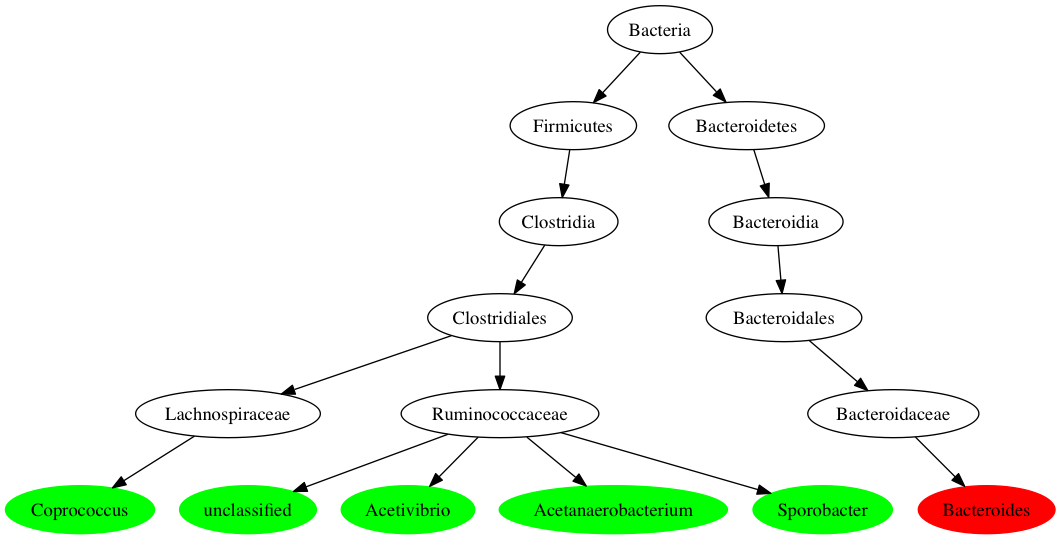 Bacteria
Firmicutes
Bacteroidetes
Clostridia
Bacteroidia
Clostridiales
Bacteroidales
Lachnospiraceae
Ruminococcaceae
Bacteroidaceae
Coprococcus
unclassified
Acetivibrio
Acetanaerobacterium
Sporobacter
Bacteroides